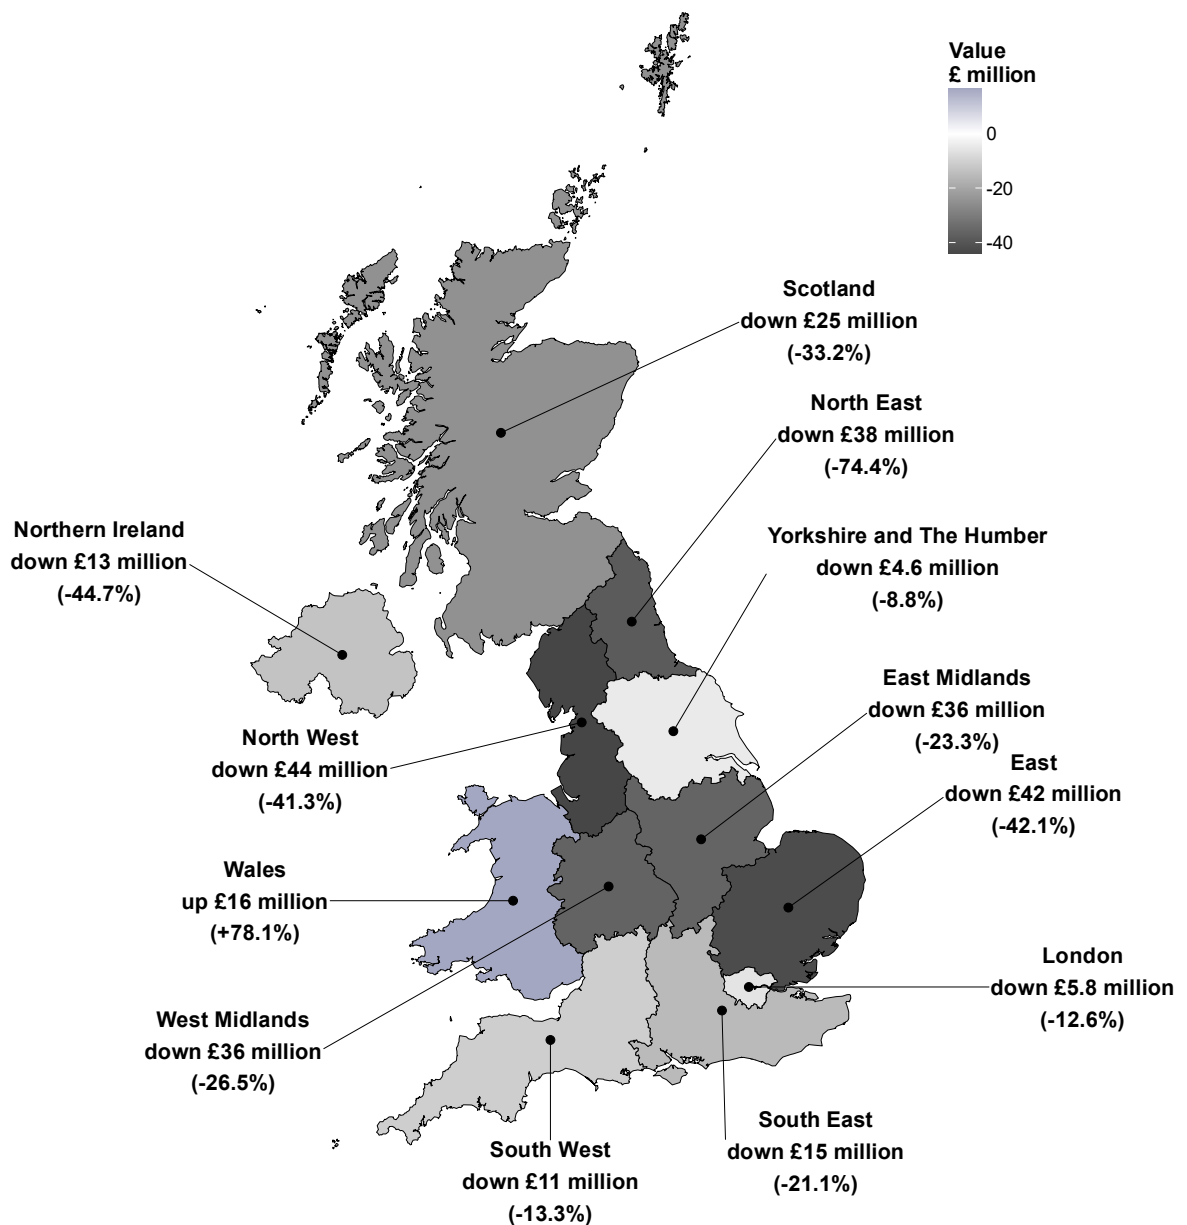 Value
£ million
0
-20
-40
Scotland
down £25 million
(-33.2%)
North East
down £38 million
(-74.4%)
Northern Ireland
down £13 million
(-44.7%)
Yorkshire and The Humber
down £4.6 million
(-8.8%)
East Midlands
down £36 million
(-23.3%)
North West
down £44 million
(-41.3%)
East
down £42 million
(-42.1%)
Wales
up £16 million
(+78.1%)
London
down £5.8 million
(-12.6%)
West Midlands
down £36 million
(-26.5%)
South East
down £15 million
(-21.1%)
South West
down £11 million
(-13.3%)